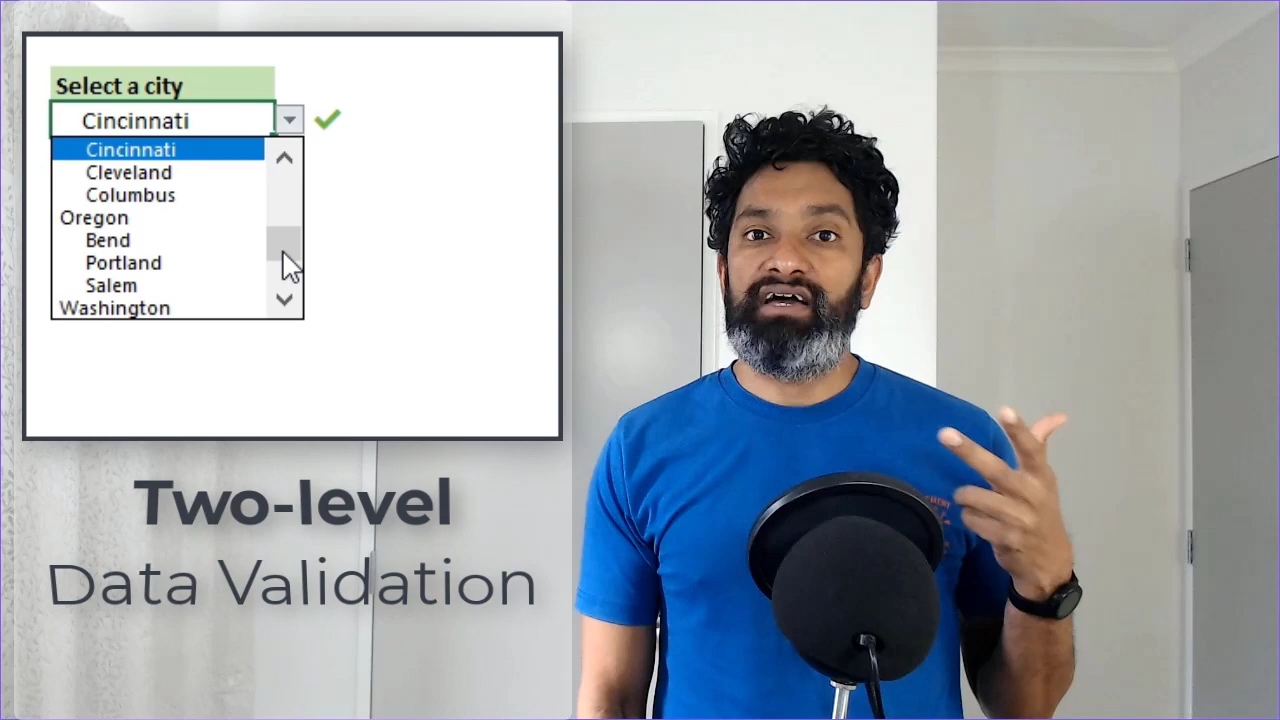 Select a city
Cincinnati
Cincinnati
Cleveland
Columbus
Oregon
Bend
Portland
Salem
Washington
Two-level
Data Validation